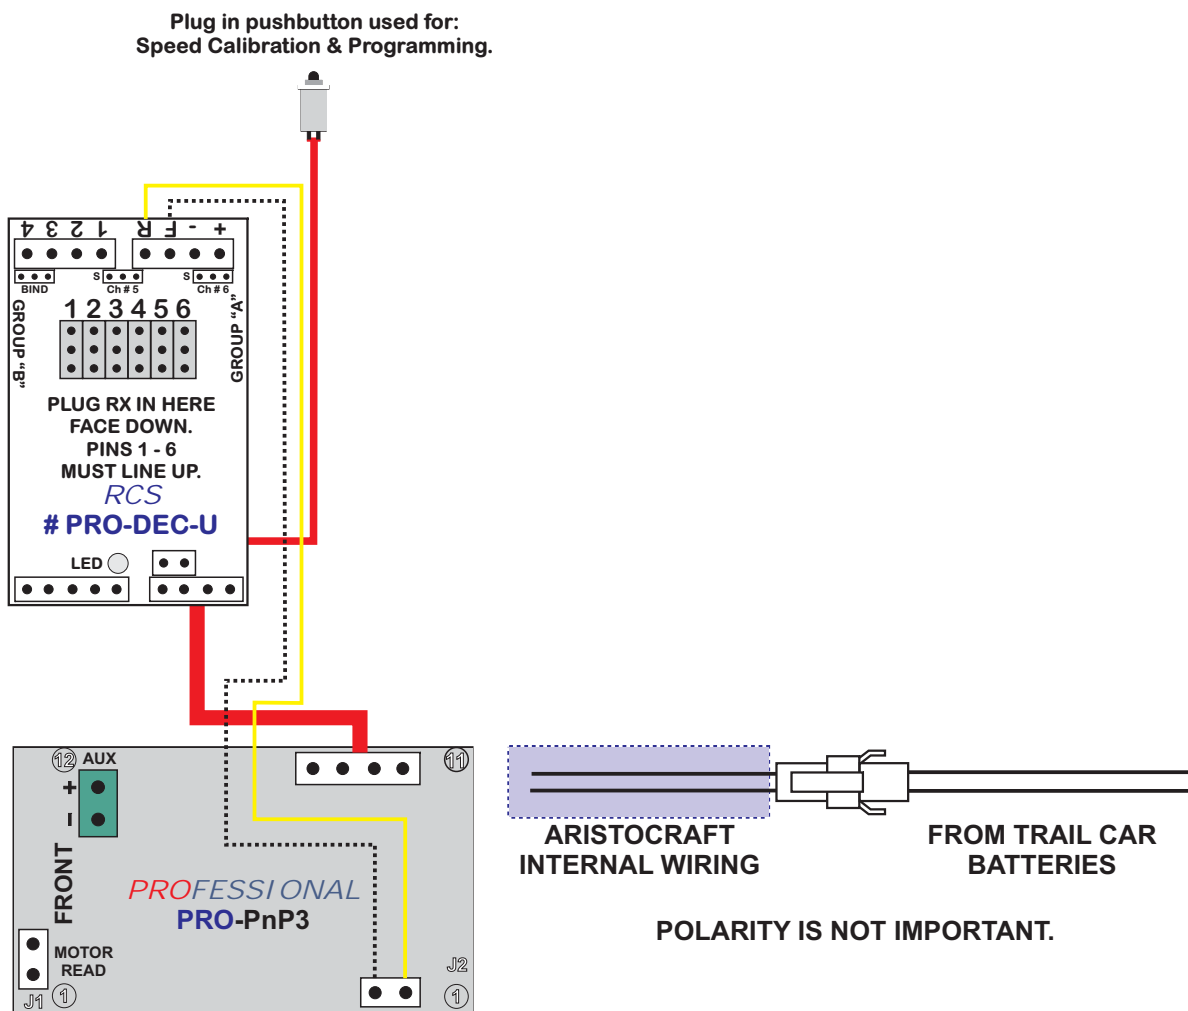 Plug in pushbutton used for:
Speed Calibration & Programming.
4 3 2 1 R F - +
BIND
S
Ch # 5
S
Ch # 6
GROUP "B"
1 2 3 4 5 6
GROUP "A"
PLUG RX IN HERE
FACE DOWN.
PINS 1 - 6
MUST LINE UP.
RCS
# PRO-DEC-U
LED
12 AUX
11
+
-
FRONT
PROFESSIONAL
PRO-PnP3
MOTOR
READ
J1 1
J2
1
ARISTOCRAFT
INTERNAL WIRING
FROM TRAIL CAR
BATTERIES
POLARITY IS NOT IMPORTANT.